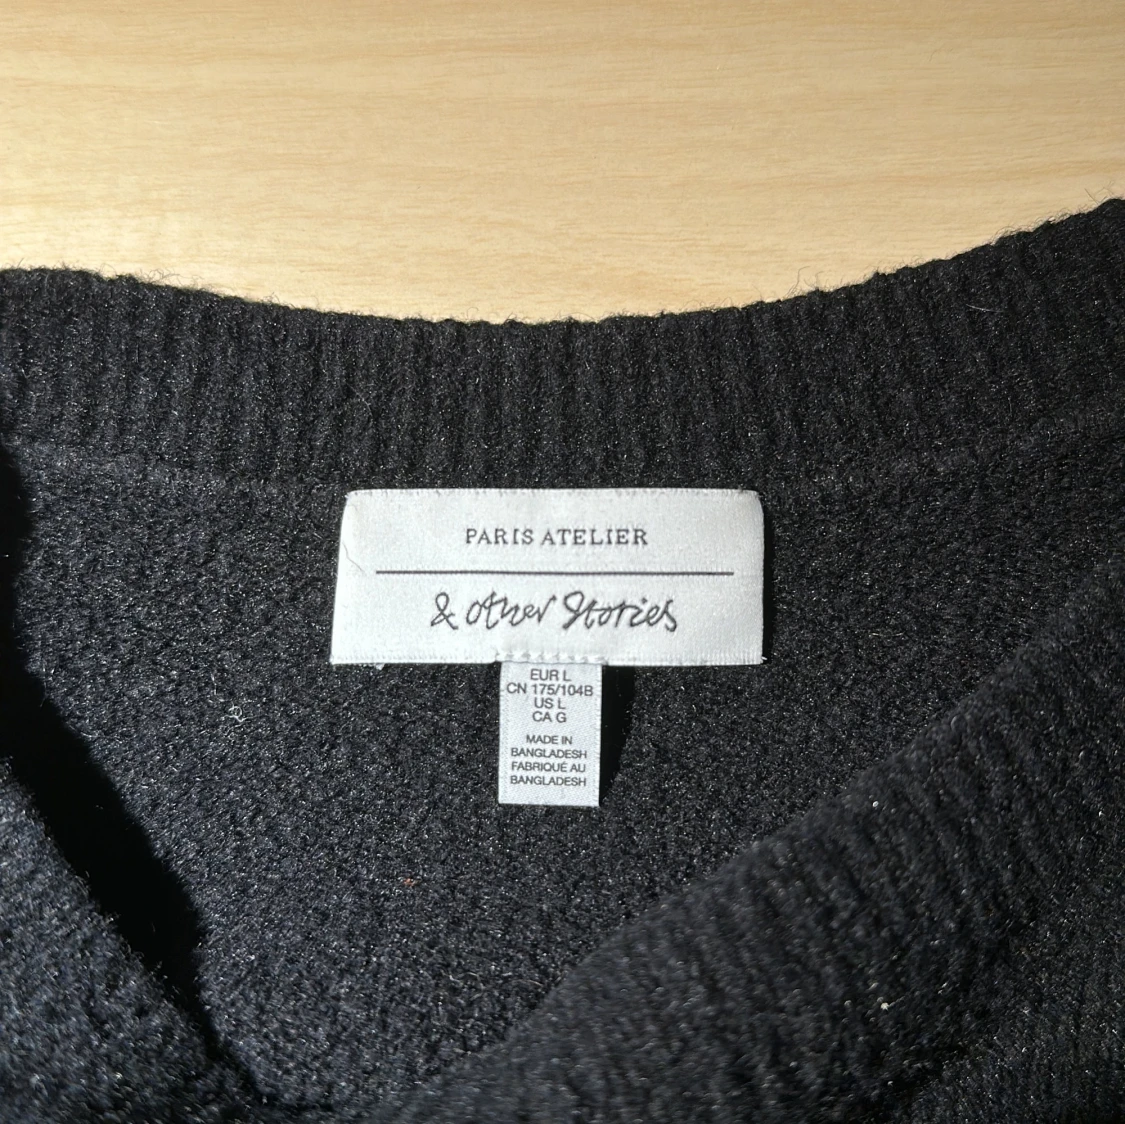 PARIS ATELIER
& other Stories
EUR L
CN 175/104B
US L
CA G
MADE IN
BANGLADESH
FABRIQUÉ AU
BANGLADESH